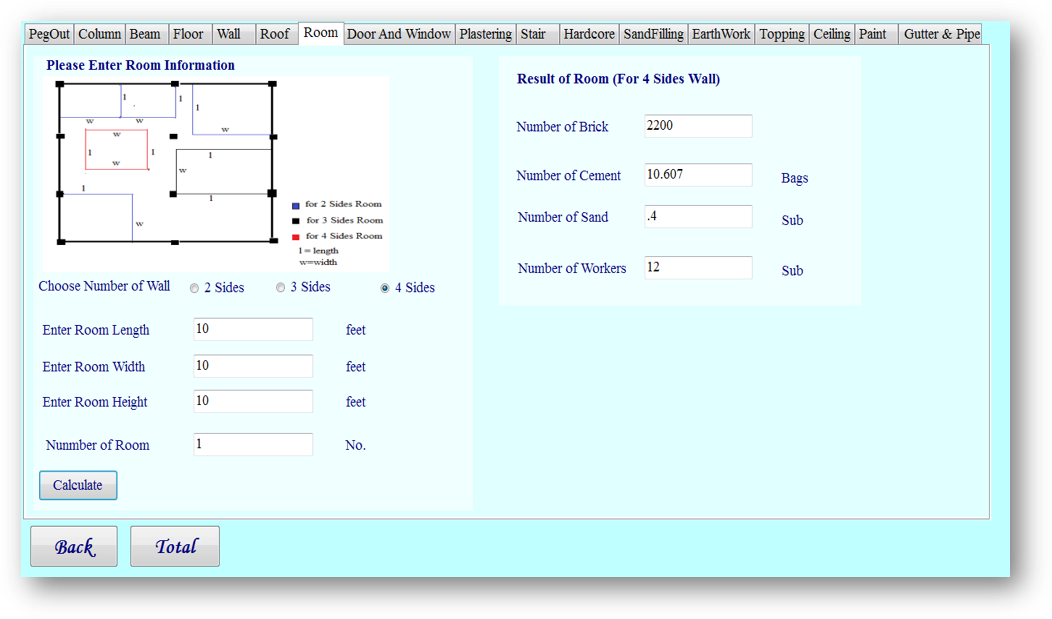 PegOut Column Beam Floor Wall Roof Room Door And Window Plastering Stair Hardcore SandFilling EarthWork Topping Ceiling Paint Gutter & Pipe
Please Enter Room Information
l l l
w w w
w
l l l
w w
l l
w
for 2 Sides Room
for 3 Sides Room
for 4 Sides Room
l = length
w=width
Choose Number of Wall 2 Sides 3 Sides 4 Sides
Enter Room Length 10 feet
Enter Room Width 10 feet
Enter Room Height 10 feet
Nunmber of Room 1 No.
Calculate
Result of Room (For 4 Sides Wall)
Number of Brick 2200
Number of Cement 10.607 Bags
Number of Sand .4 Sub
Number of Workers 12 Sub
Back Total